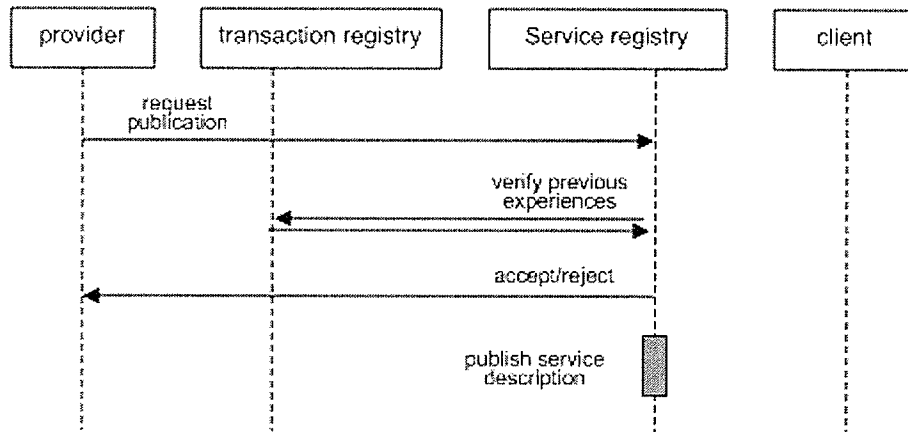 provider
transaction registry
Service registry
client
request
publication
verify previous
experiences
accept/reject
publish service
description